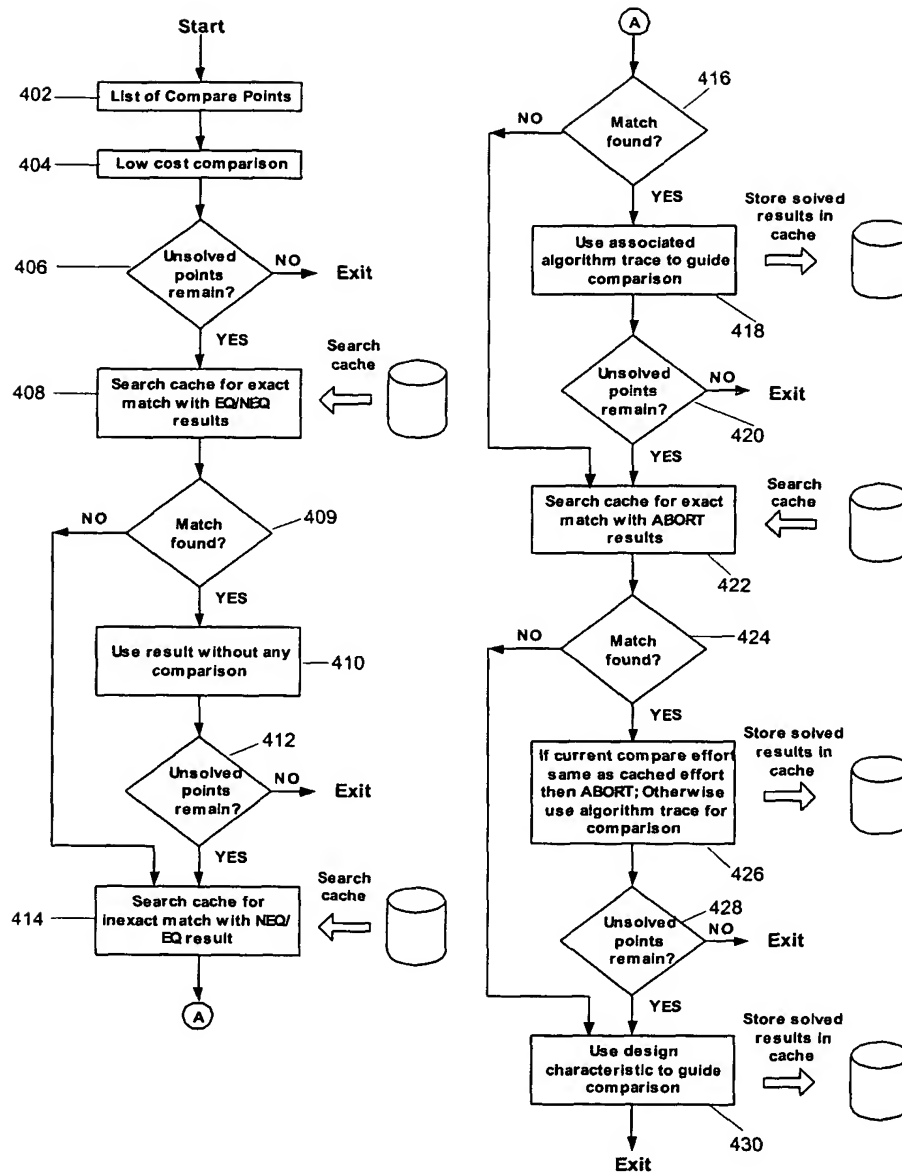 Start
402
List of Compare Points
404
Low cost comparison
406
Unsolved
points
remain?
NO
Exit
YES
408
Search cache for exact
match with EQ/NEQ
results
Search
cache
409
Match
found?
NO
YES
410
Use result without any
comparison
412
Unsolved
points
remain?
NO
Exit
YES
414
Search cache for
inexact match with NEQ/
EQ result
Search
cache
A
A
416
Match
found?
NO
YES
Use associated
algorithm trace to guide
comparison
418
Store solved
results in
cache
Unsolved
points
remain?
NO
Exit
420
YES
Search cache for exact
match with ABORT
results
422
Search
cache
Match
found?
424
NO
YES
If current compare effort
same as cached effort
then ABORT; Otherwise
use algorithm trace for
comparison
426
Store solved
results in
cache
Unsolved
points
remain?
428
NO
Exit
YES
Use design
characteristic to guide
comparison
430
Store solved
results in
cache
Exit